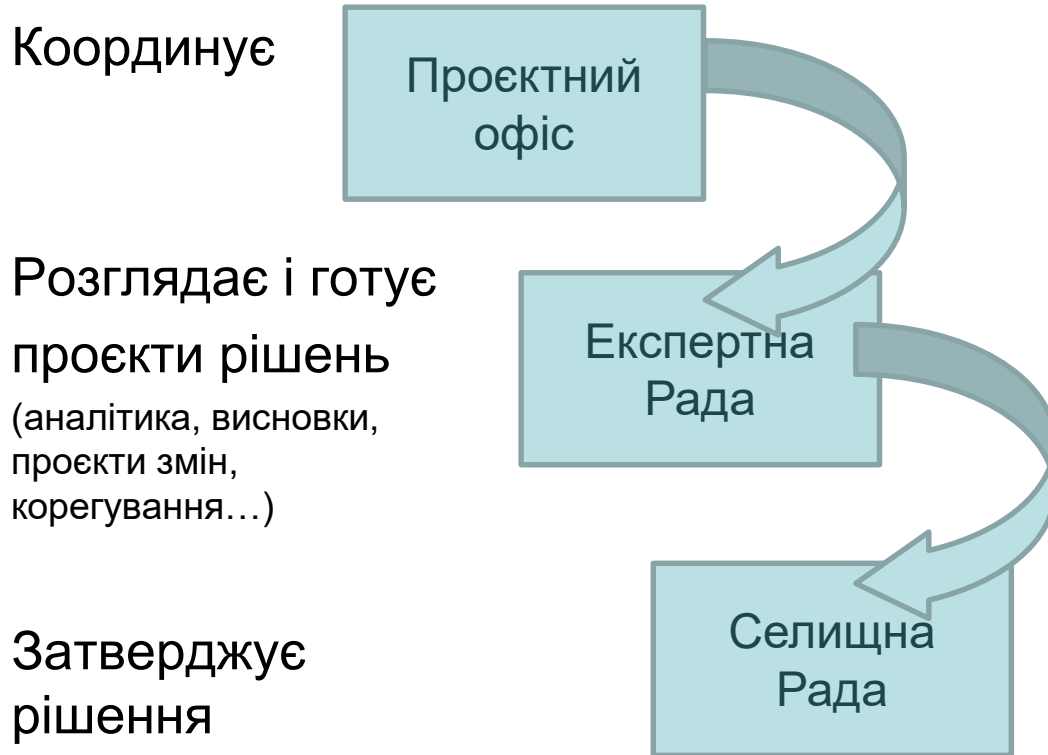 Координує
Проєктний
офіс
Розглядає і готує
проєкти рішень
(аналітика, висновки,
проєкти змін,
корегування…)
Експертна
Рада
Затверджує
рішення
Селищна
Рада